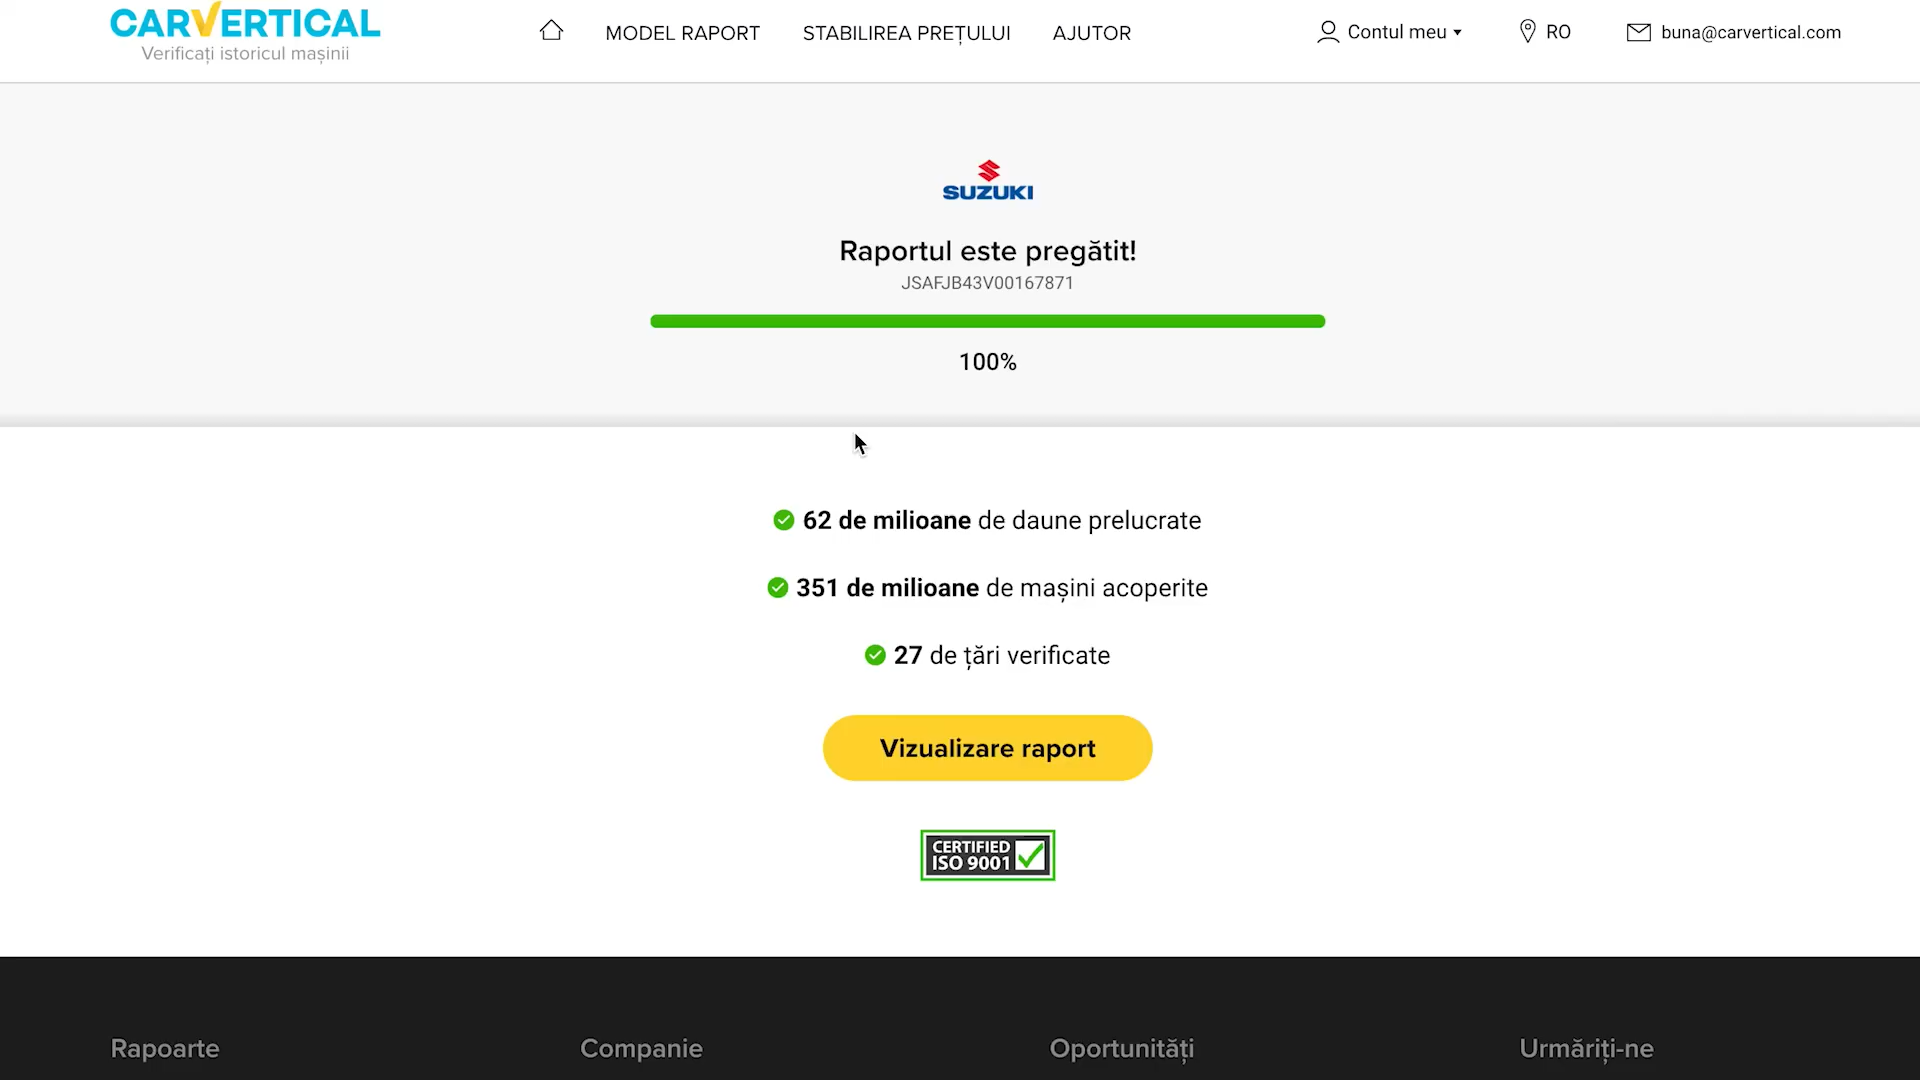 CARVERTICAL
Verificați istoricul mașinii
MODEL RAPORT
STABILIREA PREȚULUI
AJUTOR
Contul meu
RO
buna@carvertical.com
SUZUKI
Raportul este pregătit!
JSAFJB43V00167871
100%
62 de milioane de daune prelucrate
351 de milioane de mașini acoperite
27 de țări verificate
Vizualizare raport
CERTIFIED
ISO 9001
Rapoarte
Companie
Oportunități
Urmăriți-ne